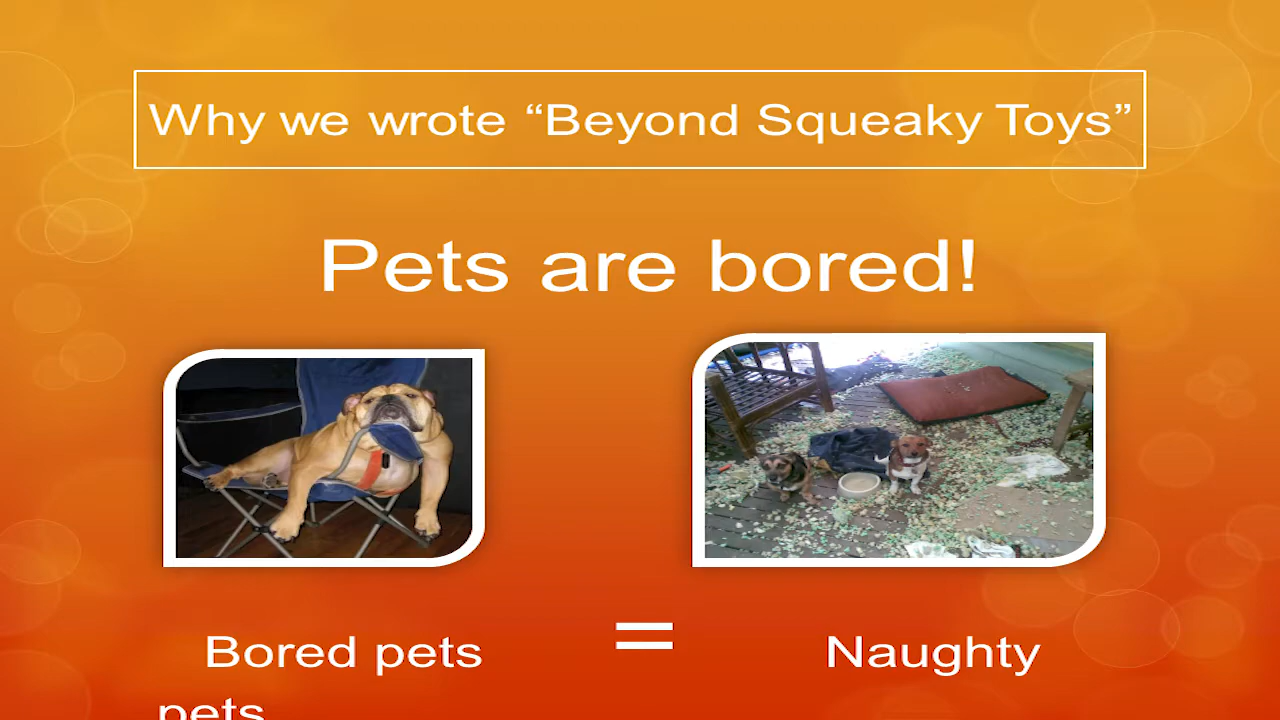 Why we wrote “Beyond Squeaky Toys”
Pets are bored!
Bored pets = Naughty
pets